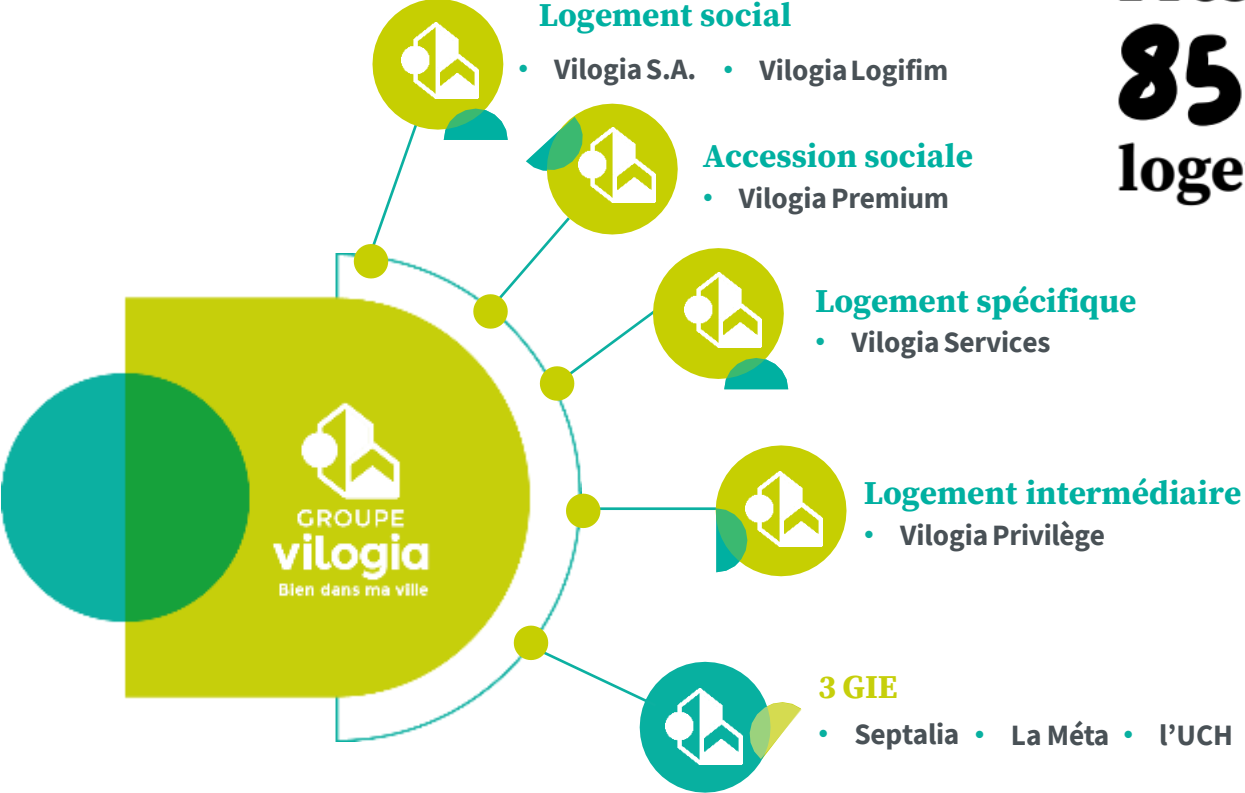 Logement social
• Vilogia S.A. • Vilogia Logifim
85
loge
Accession sociale
• Vilogia Premium
Logement spécifique
• Vilogia Services
GROUPE
vilogia
Bien dans ma ville
Logement intermédiaire
• Vilogia Privilège
3 GIE
• Septalia • La Méta • l’UCH